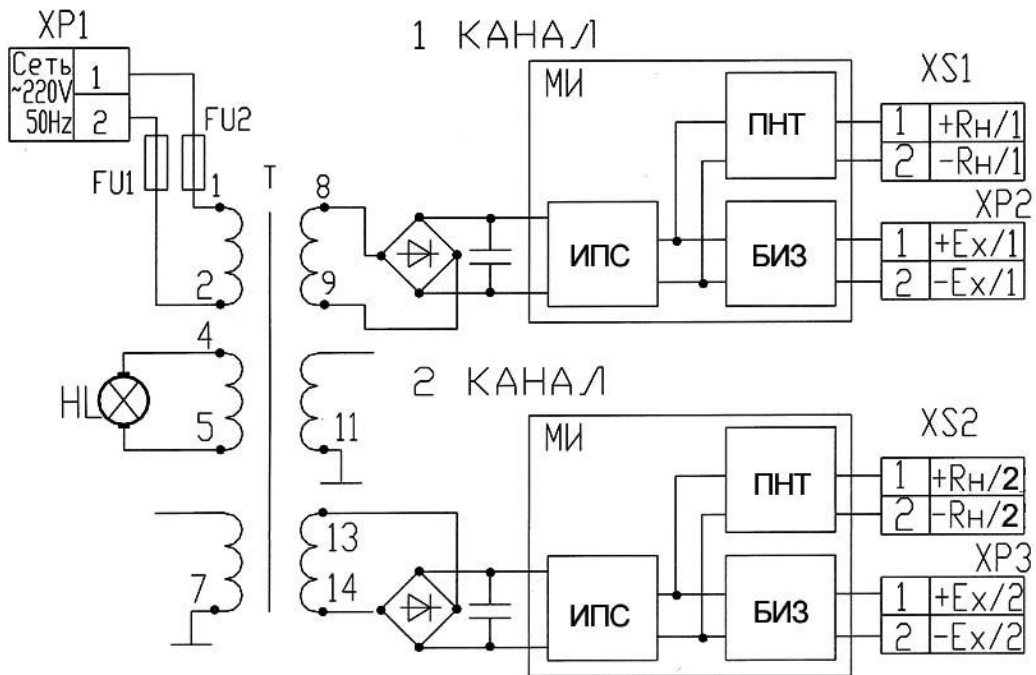 XP1
Сеть
~220V
50Hz
1
2
FU2
FU1
1
2
T
8
9
4
5
HL
11
7
13
14
1 КАНАЛ
МИ
ИПС
ПНТ
БИЗ
XS1
1 +Rн/1
2 -Rн/1
XP2
1 +Ex/1
2 -Ex/1
2 КАНАЛ
МИ
ИПС
ПНТ
БИЗ
XS2
1 +Rн/2
2 -Rн/2
XP3
1 +Ex/2
2 -Ex/2